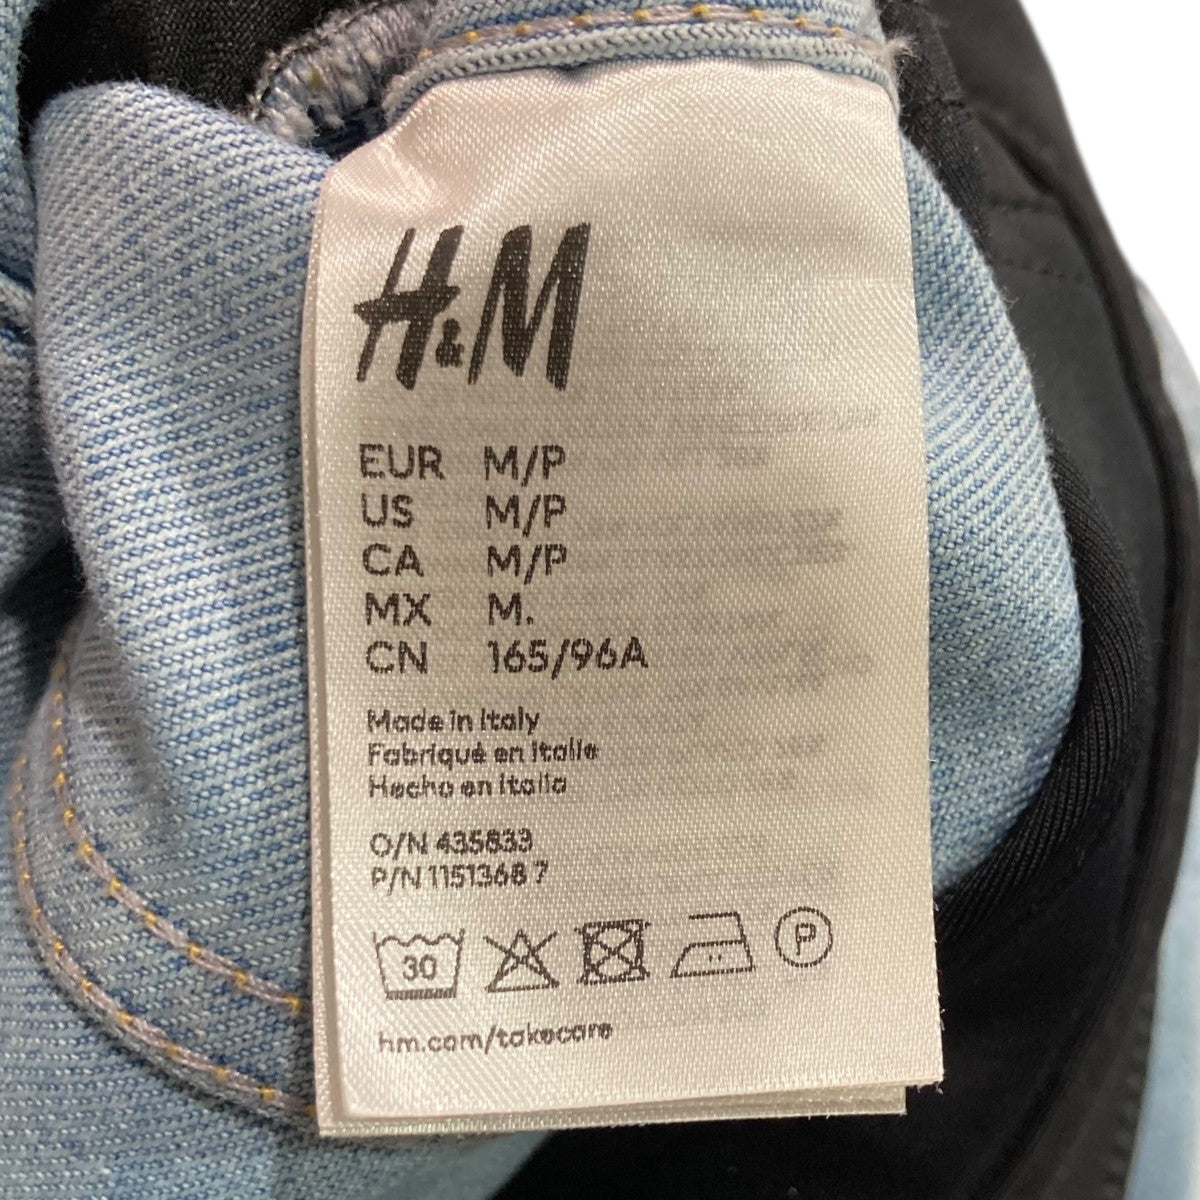 H&M
EUR M/P
US M/P
CA M/P
MX M.
CN 165/96A
Made in Italy
Fabriqué en Italie
Hecho en Italia
O/N 435833
P/N 1151368 7
30 P
hm.com/takecare